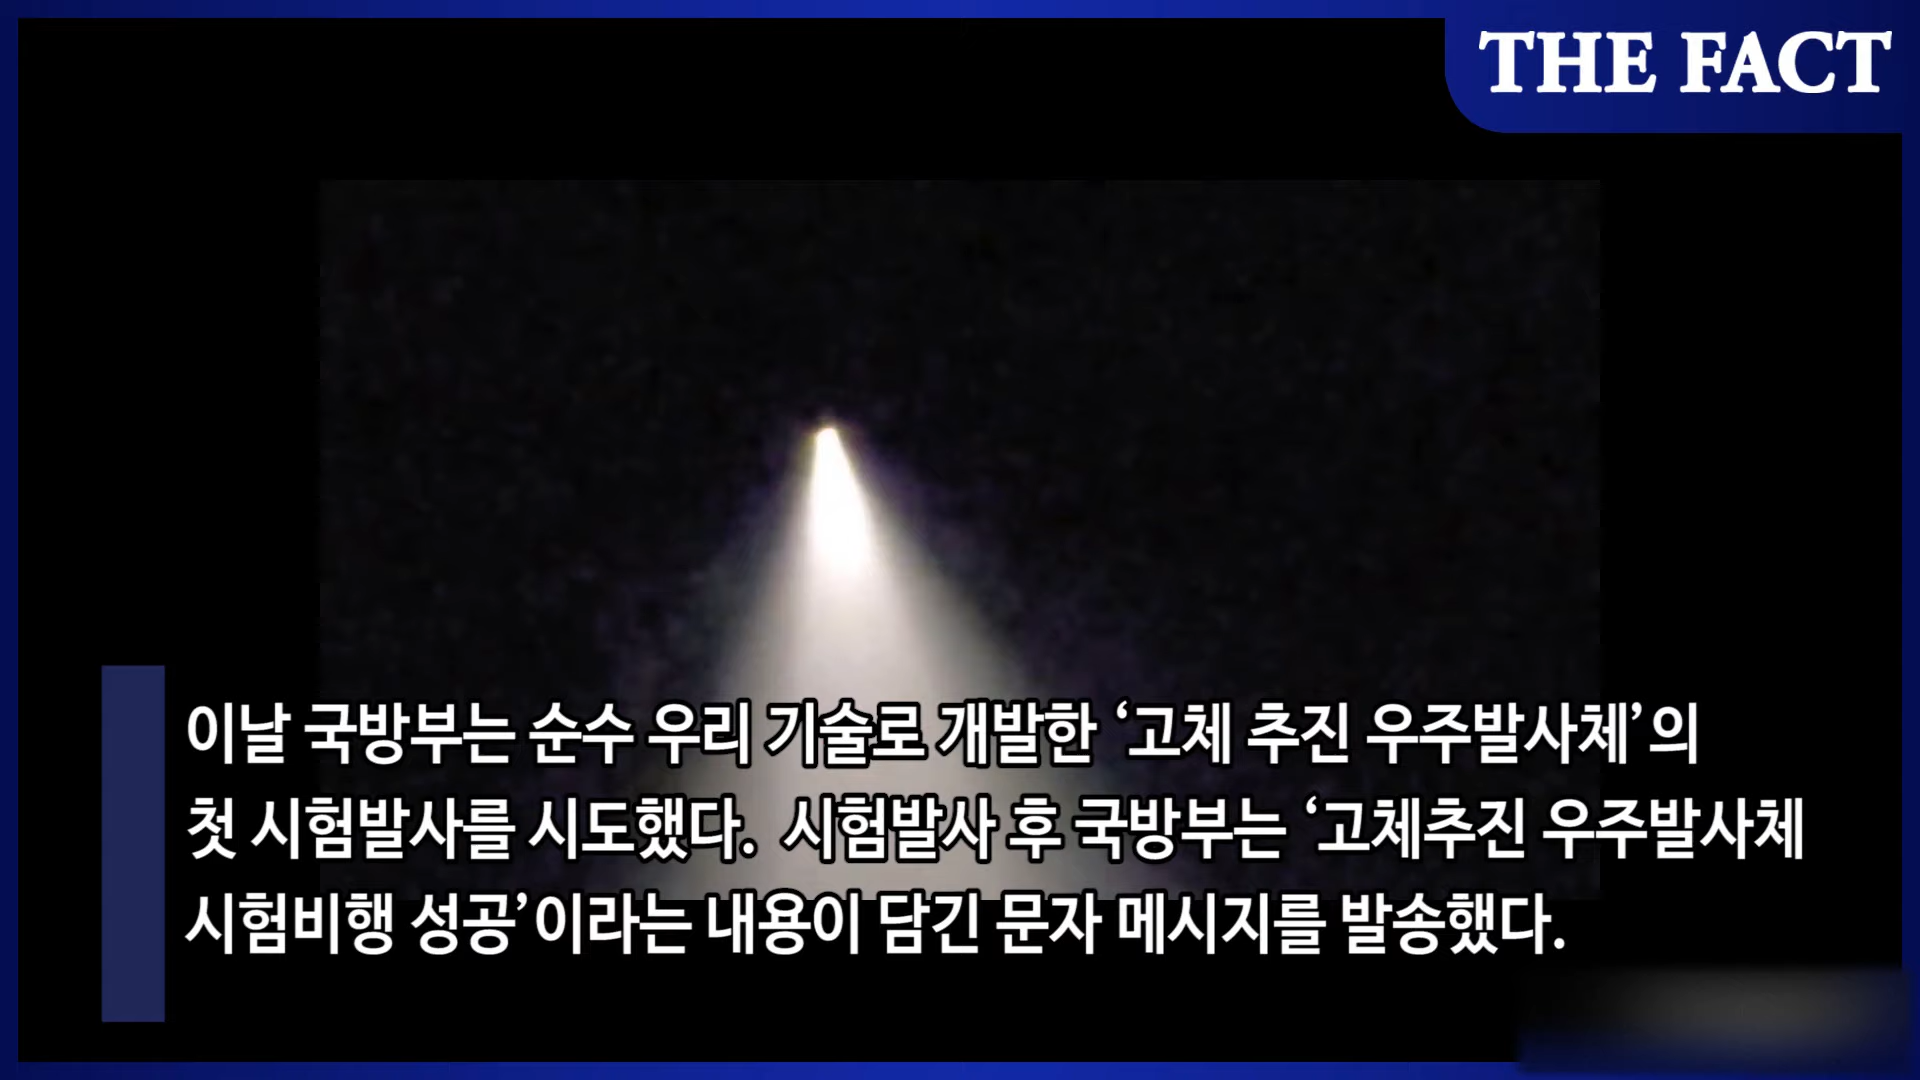 THE FACT
이날 국방부는 순수 우리 기술로 개발한 ‘고체 추진 우주발사체’의
첫 시험발사를 시도했다. 시험발사 후 국방부는 ‘고체추진 우주발사체
시험비행 성공’이라는 내용이 담긴 문자 메시지를 발송했다.